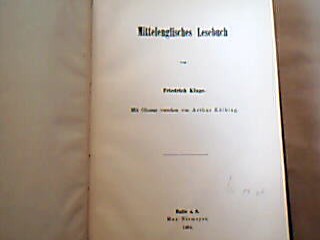 Mittelenglisches Lesebuch
von
Friedrich Kluge.
Mit Glossar versehen von Arthur Kölbing.
Halle a. S.
Max Niemeyer.